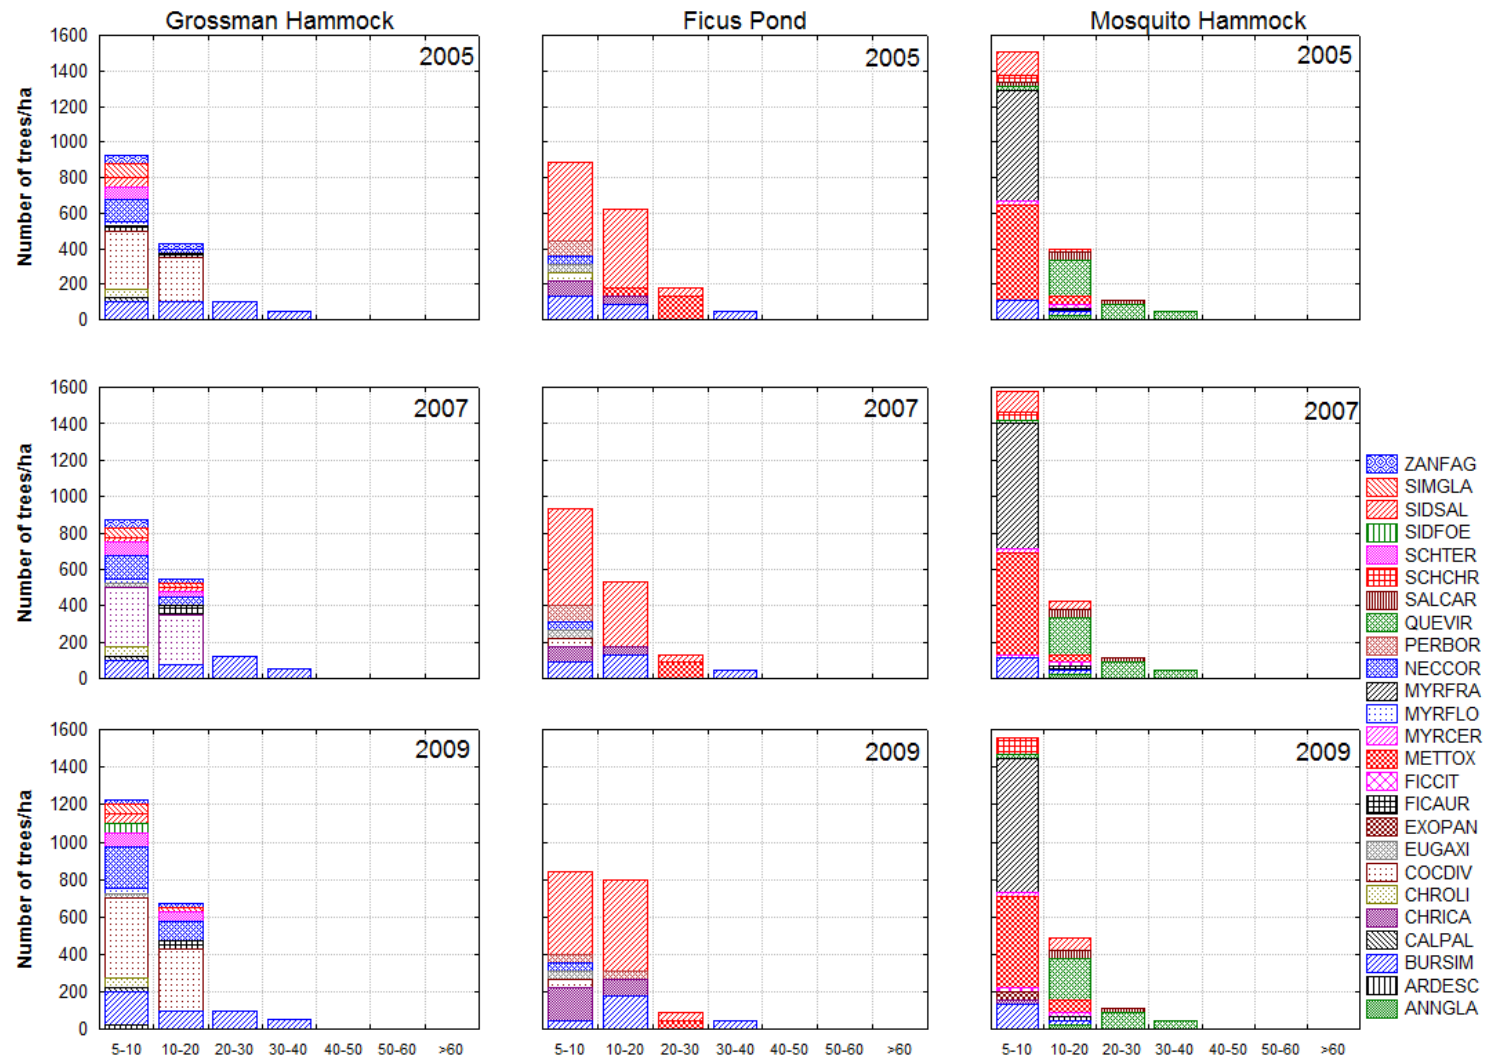 Grossman Hammock
Ficus Pond
Mosquito Hammock
Number of trees/ha
1600
1400
1200
1000
800
600
400
200
0
2005
2005
2005
Number of trees/ha
1600
1400
1200
1000
800
600
400
200
0
2007
2007
2007
Number of trees/ha
1600
1400
1200
1000
800
600
400
200
0
2009
2009
2009
5-10 10-20 20-30 30-40 40-50 50-60 >60
5-10 10-20 20-30 30-40 40-50 50-60 >60
5-10 10-20 20-30 30-40 40-50 50-60 >60
ZANFAG
SIMGLA
SIDSAL
SIDFOE
SCHTER
SCHCHR
SALCAR
QUEVIR
PERBOR
NECCOR
MYRFRA
MYRFLO
MYRCER
METTOX
FICCIT
FICAUR
EXOPAN
EUGAXI
COCDIV
CHROLI
CHRICA
CALPAL
BURSIM
ARDESC
ANNGLA